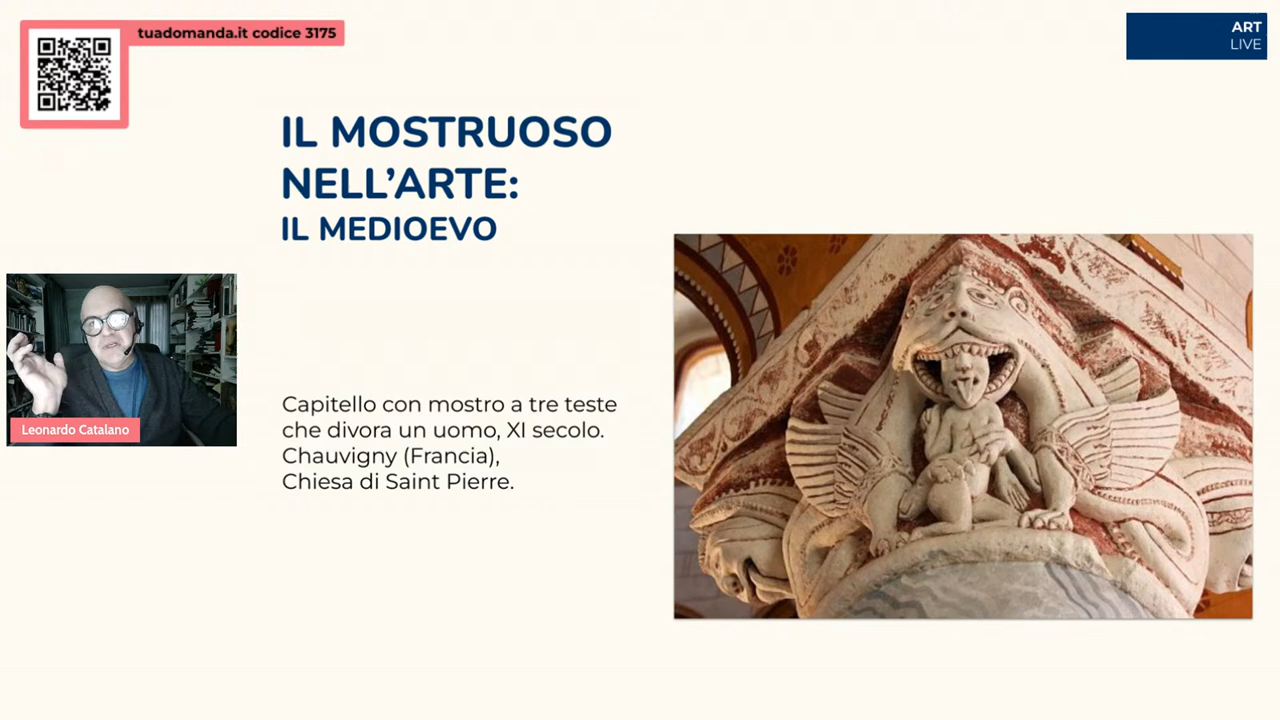 tuadomanda.it codice 3175
ART
LIVE
IL MOSTRUOSO
NELL’ARTE:
IL MEDIOEVO
Leonardo Catalano
Capitello con mostro a tre teste
che divora un uomo, XI secolo.
Chauvigny (Francia),
Chiesa di Saint Pierre.